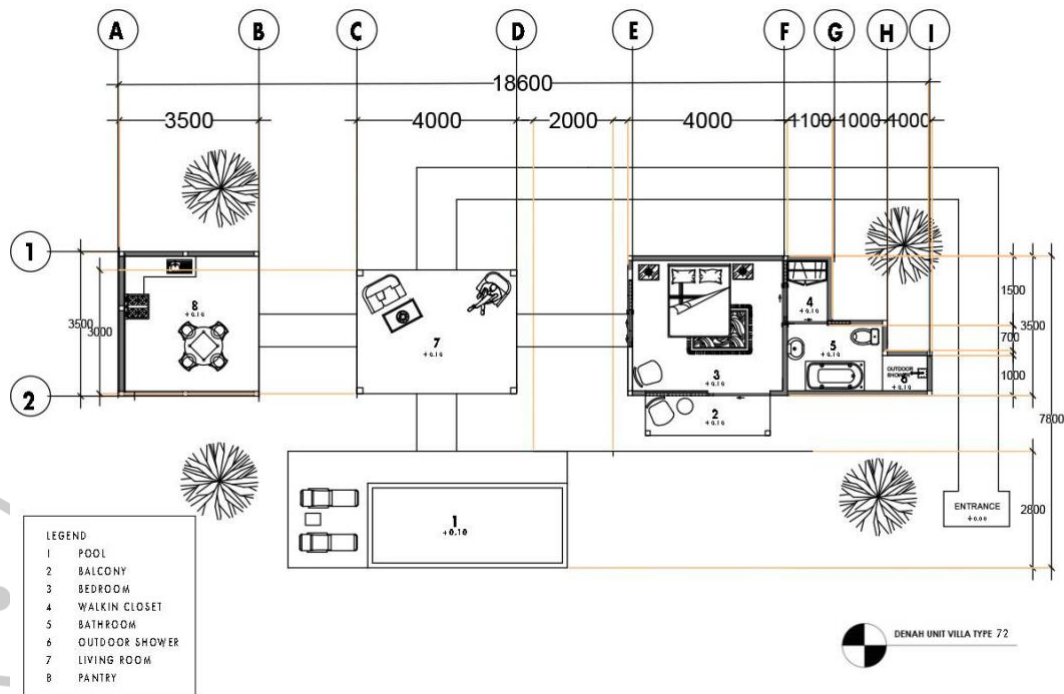 A B C D E F G H I
18600
3500 4000 2000 4000 1100 1000 1000
1
2
3500
3000
8
+0.10
7
+0.10
3
+0.10
4
+0.10
5
+0.10
OUTDOOR
SHOWER
6
+0.10
2
+0.10
1500
700
1000
3500
7800
2800
1
+0.10
ENTRANCE
+0.00
LEGEND
1 POOL
2 BALCONY
3 BEDROOM
4 WALKIN CLOSET
5 BATHROOM
6 OUTDOOR SHOWER
7 LIVING ROOM
8 PANTRY
DENAH UNIT VILLA TYPE 72